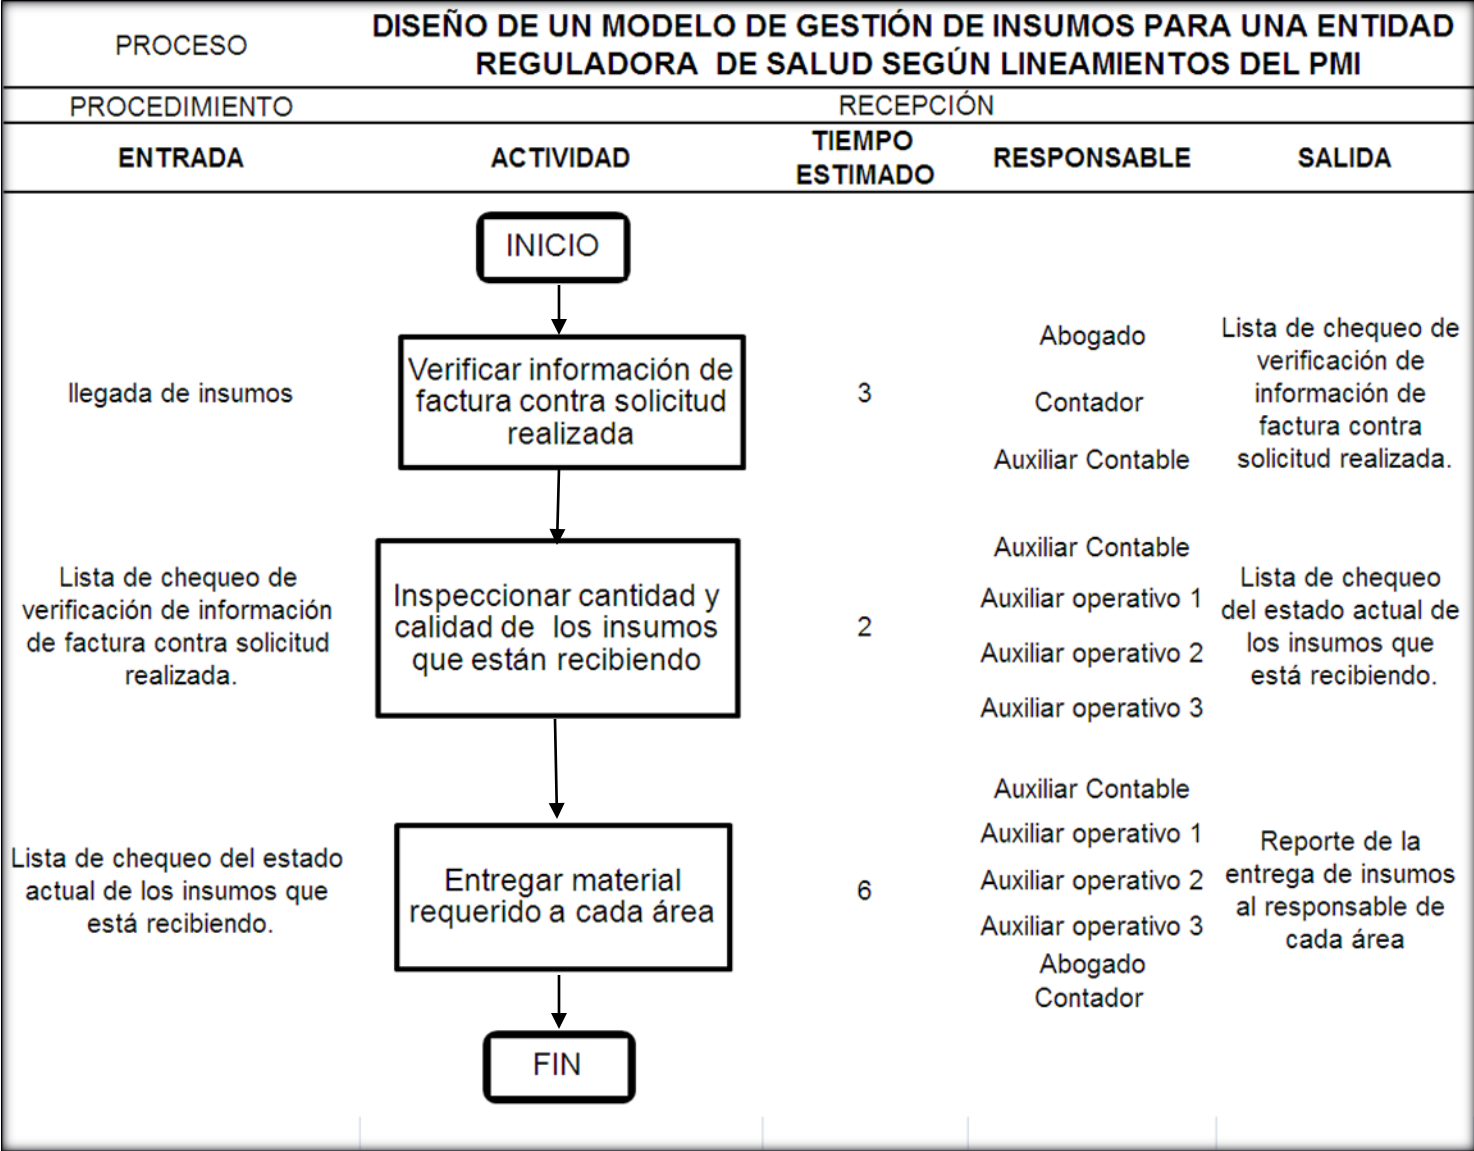 PROCESO
DISEÑO DE UN MODELO DE GESTIÓN DE INSUMOS PARA UNA ENTIDAD
REGULADORA DE SALUD SEGÚN LINEAMIENTOS DEL PMI
PROCEDIMIENTO
RECEPCIÓN
ENTRADA
ACTIVIDAD
TIEMPO
ESTIMADO
RESPONSABLE
SALIDA
INICIO
llegada de insumos
Verificar información de
factura contra solicitud
realizada
3
Abogado
Contador
Auxiliar Contable
Lista de chequeo de
verificación de
información de
factura contra
solicitud realizada.
Lista de chequeo de
verificación de información
de factura contra solicitud
realizada.
Inspeccionar cantidad y
calidad de los insumos
que están recibiendo
2
Auxiliar Contable
Auxiliar operativo 1
Auxiliar operativo 2
Auxiliar operativo 3
Lista de chequeo
del estado actual de
los insumos que
está recibiendo.
Lista de chequeo del estado
actual de los insumos que
está recibiendo.
Entregar material
requerido a cada área
6
Auxiliar Contable
Auxiliar operativo 1
Auxiliar operativo 2
Auxiliar operativo 3
Abogado
Contador
Reporte de la
entrega de insumos
al responsable de
cada área
FIN